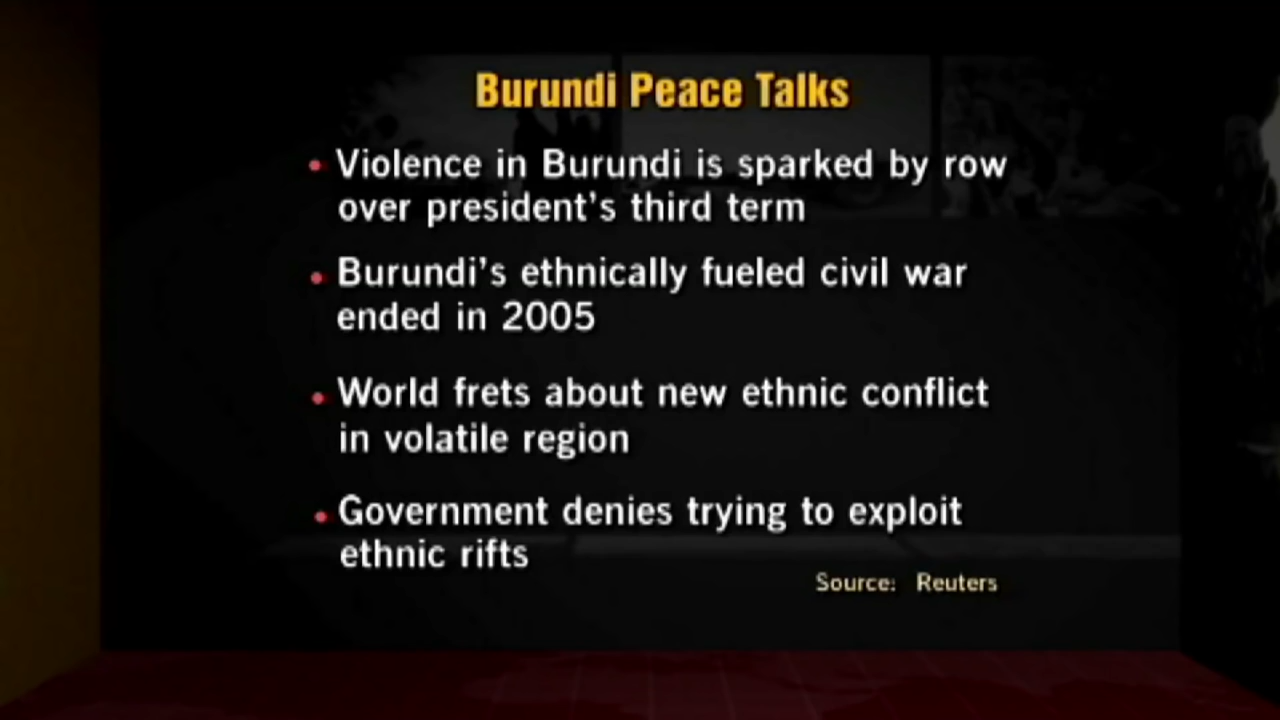 Burundi Peace Talks
• Violence in Burundi is sparked by row
over president's third term
• Burundi's ethnically fueled civil war
ended in 2005
• World frets about new ethnic conflict
in volatile region
• Government denies trying to exploit
ethnic rifts
Source: Reuters